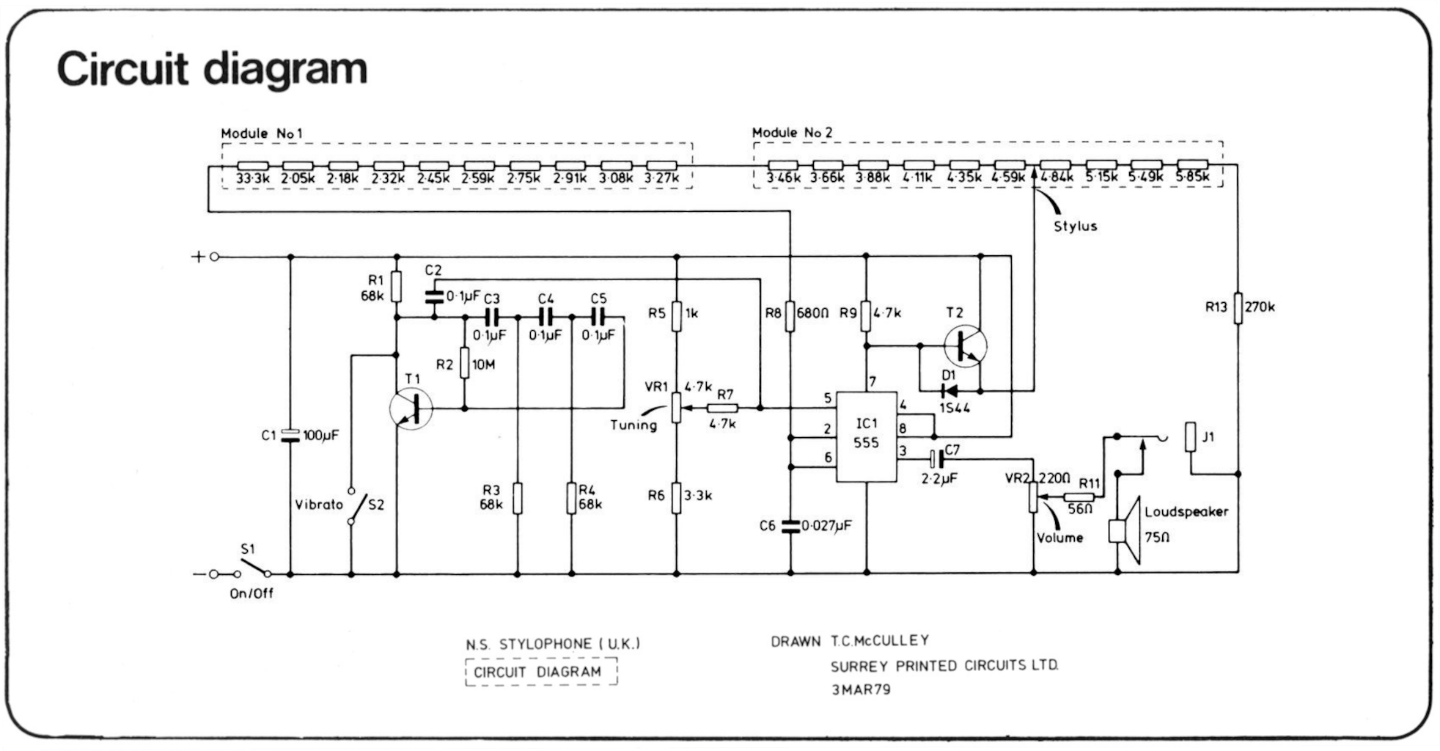 Circuit diagram
Module No 1
Module No 2
33·3k 2·05k 2·18k 2·32k 2·45k 2·59k 2·75k 2·91k 3·08k 3·27k
3·46k 3·66k 3·88k 4·11k 4·35k 4·59k 4·84k 5·15k 5·49k 5·85k
Stylus
+
R1
68k
C2
0·1µF
C3
0·1µF
C4
0·1µF
C5
0·1µF
R2
10M
T1
C1
100µF
Vibrato
S2
R3
68k
R4
68k
R5
1k
VR1
4·7k
Tuning
R7
4·7k
R6
3·3k
R8
680Ω
R9
4·7k
T2
D1
1S44
7
5
2
6
4
8
3
IC1
555
C6
0·027µF
C7
2·2µF
VR2
220Ω
Volume
R11
56Ω
J1
Loudspeaker
75Ω
R13
270k
−
S1
On/Off
N.S. STYLOPHONE ( U.K.)
CIRCUIT DIAGRAM
DRAWN T.C.McCULLEY
SURREY PRINTED CIRCUITS LTD.
3MAR79